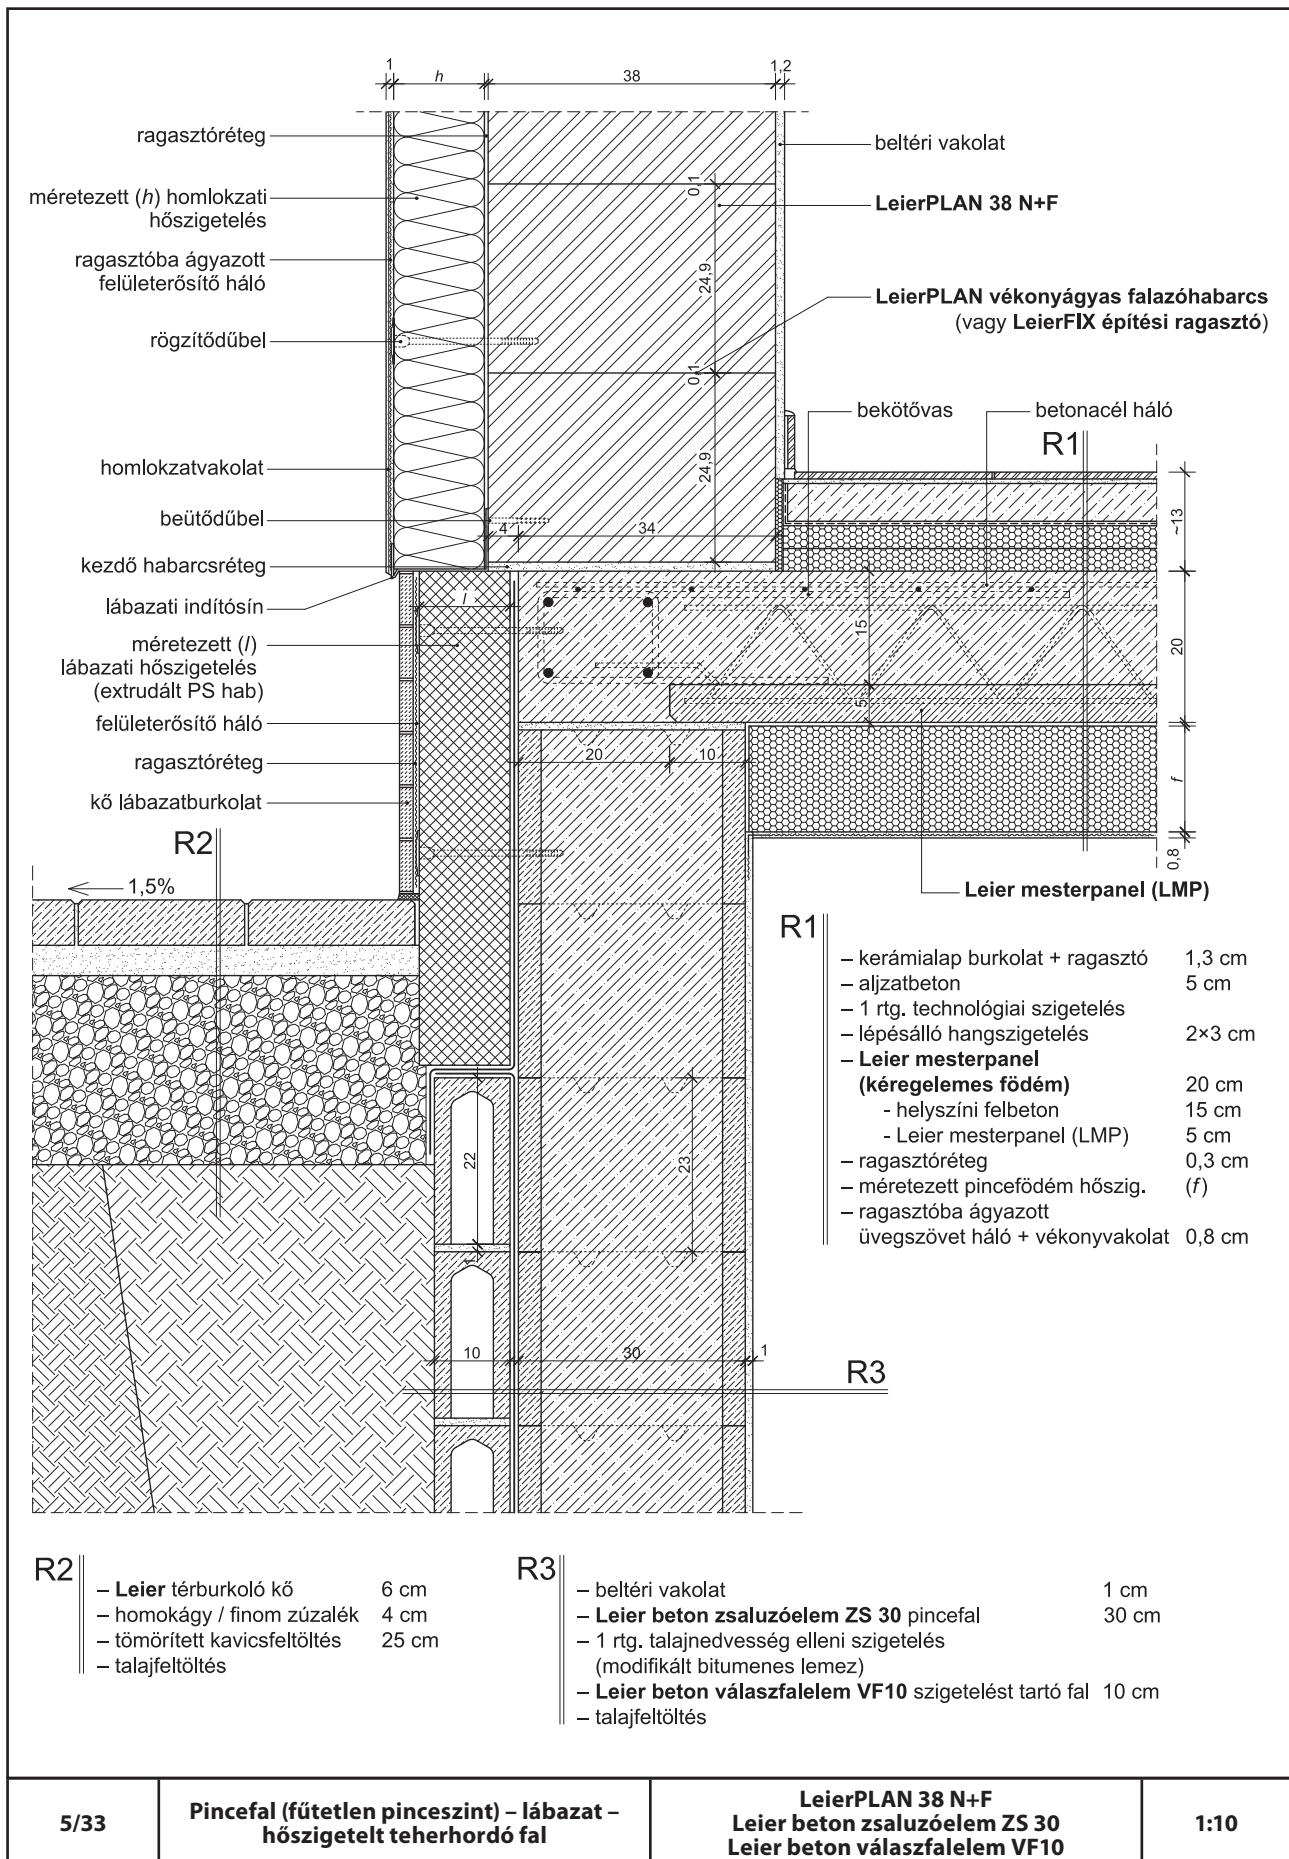 1 h 38 1,2
ragasztóréteg
beltéri vakolat
méretezett (h) homlokzati
hőszigetelés
0,1
LeierPLAN 38 N+F
ragasztóba ágyazott
felületerősítő háló
24,9
LeierPLAN vékonyágyas falazóhabarcs
(vagy LeierFIX építési ragasztó)
rögzítődűbel
0,1
bekötővas
betonacél háló
R1
homlokzatvakolat
24,9
beütődűbel
4 34
~13
kezdő habarcsréteg
lábazati indítósín
l
méretezett (l)
lábazati hőszigetelés
(extrudált PS hab)
15
20
5
felületerősítő háló
ragasztóréteg
20 10
f
kő lábazatburkolat
R2
0,8
1,5%
Leier mesterpanel (LMP)
R1
– kerámialap burkolat + ragasztó 1,3 cm
– aljzatbeton 5 cm
– 1 rtg. technológiai szigetelés
– lépésálló hangszigetelés 2×3 cm
– Leier mesterpanel
(kéregelemes födém) 20 cm
- helyszíni felbeton 15 cm
- Leier mesterpanel (LMP) 5 cm
– ragasztóréteg 0,3 cm
– méretezett pincefödém hőszig. (f)
– ragasztóba ágyazott
üvegszövet háló + vékonyvakolat 0,8 cm
22
23
1
10 30 1
R3
R2
– Leier térburkoló kő 6 cm
– homokágy / finom zúzalék 4 cm
– tömörített kavicsfeltöltés 25 cm
– talajfeltöltés
R3
– beltéri vakolat 1 cm
– Leier beton zsaluzóelem ZS 30 pincefal 30 cm
– 1 rtg. talajnedvesség elleni szigetelés
(modifikált bitumenes lemez)
– Leier beton válaszfalelem VF10 szigetelést tartó fal 10 cm
– talajfeltöltés
5/33
Pincefal (fűtetlen pinceszint) – lábazat –
hőszigetelt teherhordó fal
LeierPLAN 38 N+F
Leier beton zsaluzóelem ZS 30
Leier beton válaszfalelem VF10
1:10